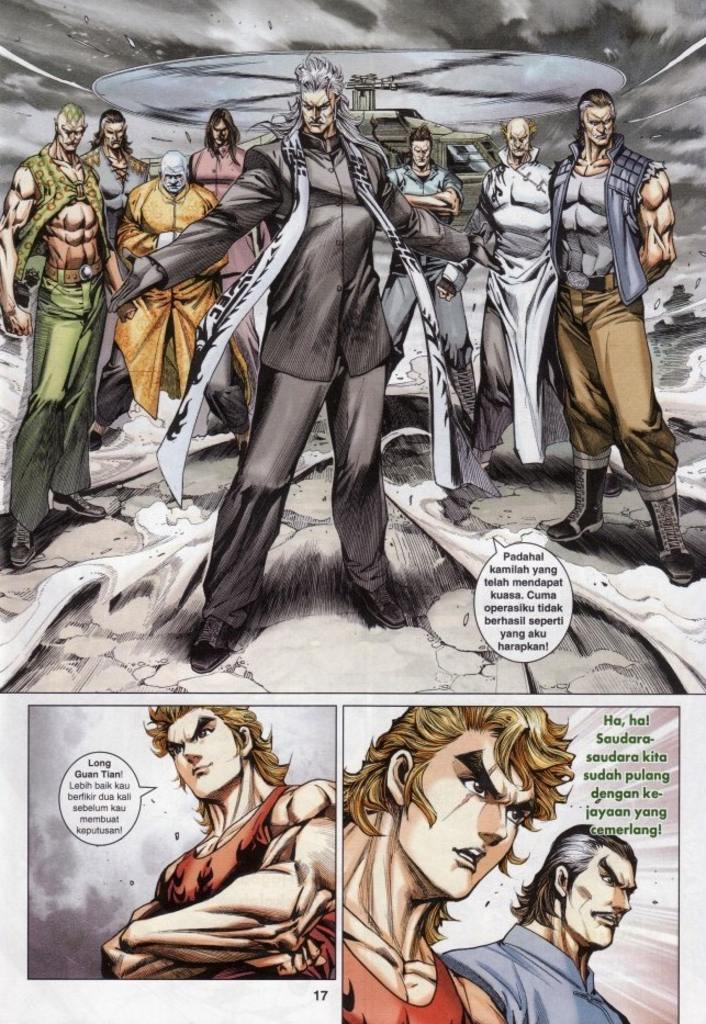 Padahal
kamilah yang
telah mendapat
kuasa. Cuma
operasiku tidak
berhasil seperti
yang aku
harapkan!
Long
Guan Tian!
Lebih baik kau
berfikir dua kali
sebelum kau
membuat
keputusan!
Ha, ha!
Saudara-
saudara kita
sudah pulang
dengan ke-
jayaan yang
cemerlang!
17